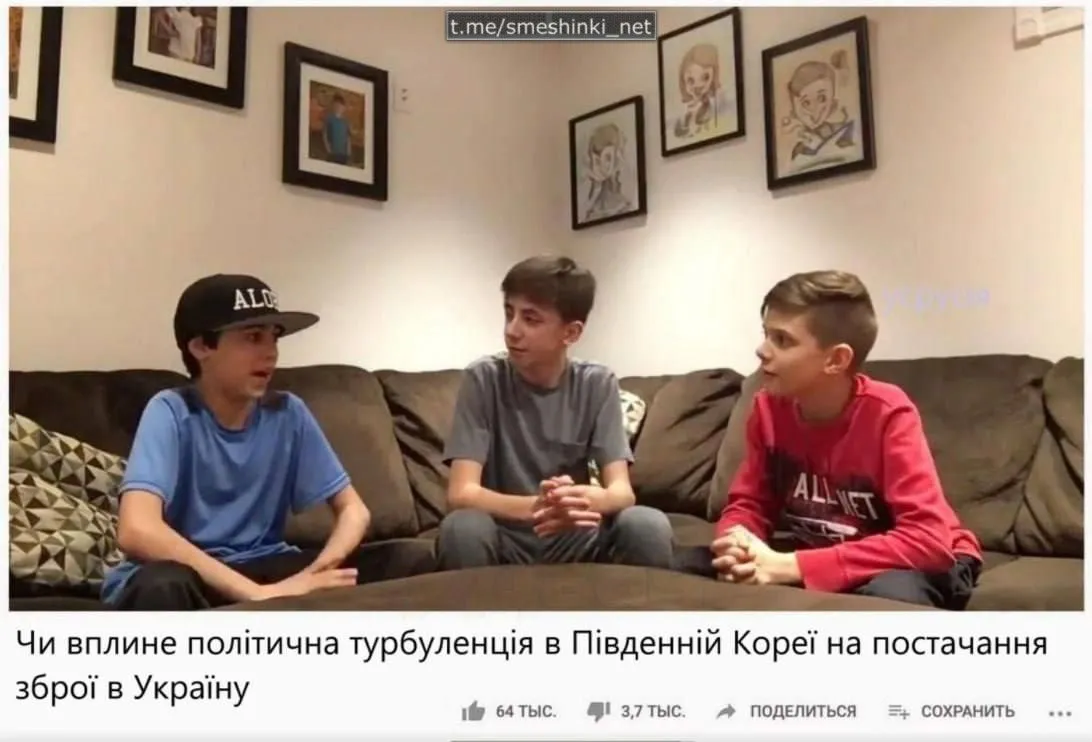 t.me/smeshinki_net
ALL NET
Чи вплине політична турбуленція в Південній Кореї на постачання
зброї в Україну
64 ТЫС.
3,7 ТЫС.
ПОДЕЛИТЬСЯ
СОХРАНИТЬ